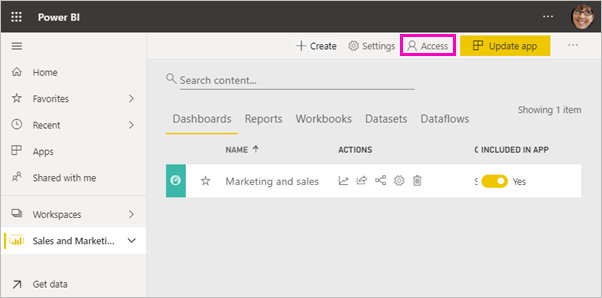 Power BI
+ Create Settings Access Update app
Home
Search content...
Favorites
Showing 1 item
Recent
Dashboards Reports Workbooks Datasets Dataflows
Apps
NAME ACTIONS INCLUDED IN APP
Shared with me
Marketing and sales Yes
Workspaces
Sales and Marketi...
Get data